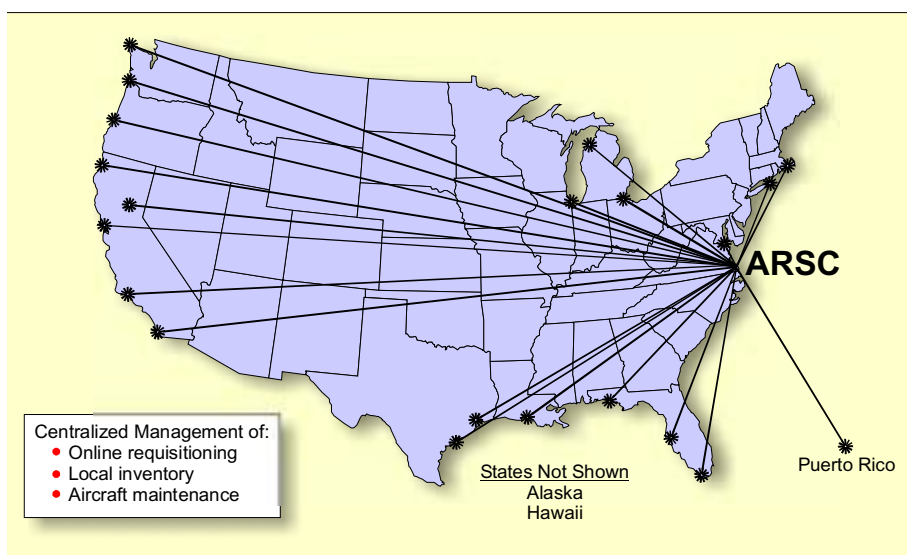 ARSC
Centralized Management of:
Online requisitioning
Local inventory
Aircraft maintenance
States Not Shown
Alaska
Hawaii
Puerto Rico